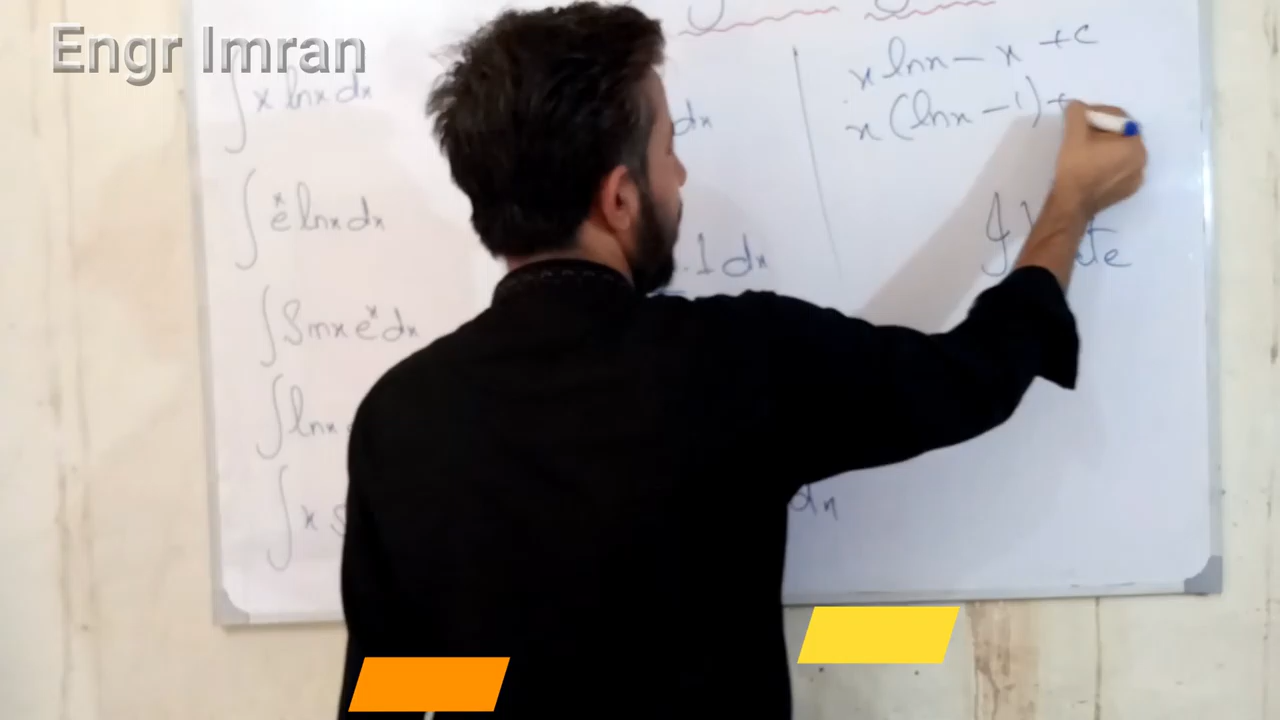 Engr Imran
∫ x lnx dx
∫ e^x lnx dx
∫ Sinx e^x dx
∫ lnx
∫ x S
dx
.1 dx
dx
x lnx - x + c
x (lnx - 1) +